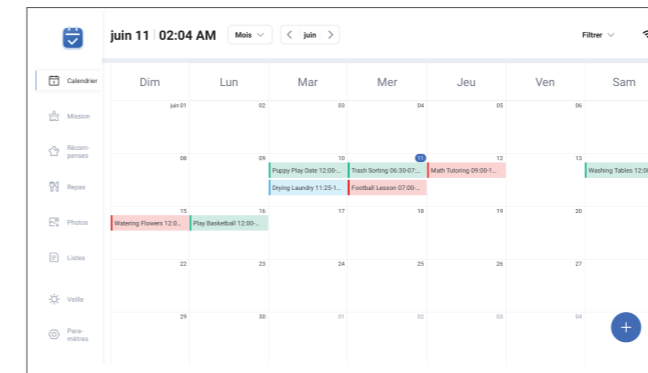 juin 11 02:04 AM
Mois
juin
Filtrer
Calendrier
Mission
Récom-
penses
Repas
Photos
Listes
Veille
Para-
mètres
Dim Lun Mar Mer Jeu Ven Sam
juin 01 02 03 04 05 06
08 09 10 11 12 13
Puppy Play Date 12:00-... Trash Sorting 06:30-07:... Math Tutoring 09:00-1... Washing Tables 12:00
Drying Laundry 11:25-1... Football Lesson 07:00-...
15 16 17 18 19 20
Watering Flowers 12:0... Play Basketball 12:00-...
22 23 24 25 26 27
29 30 01 02 03 04